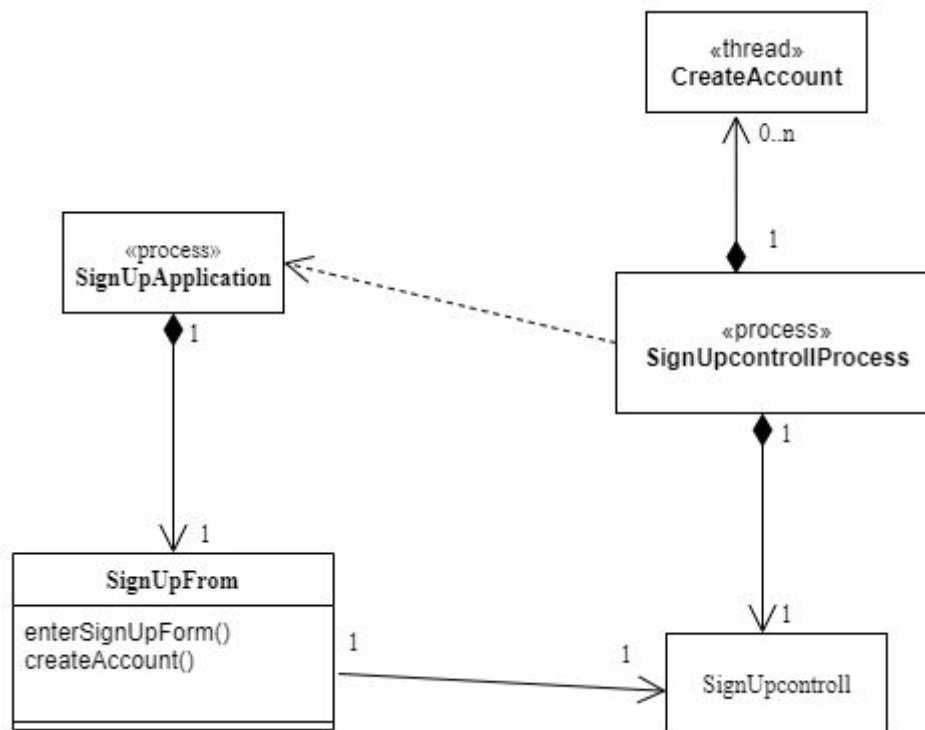 «thread»
CreateAccount
0..n
1
«process»
SignUpApplication
1
«process»
SignUpcontrollProcess
1
1
SignUpFrom
enterSignUpForm()
createAccount()
1
1
1
SignUpcontroll